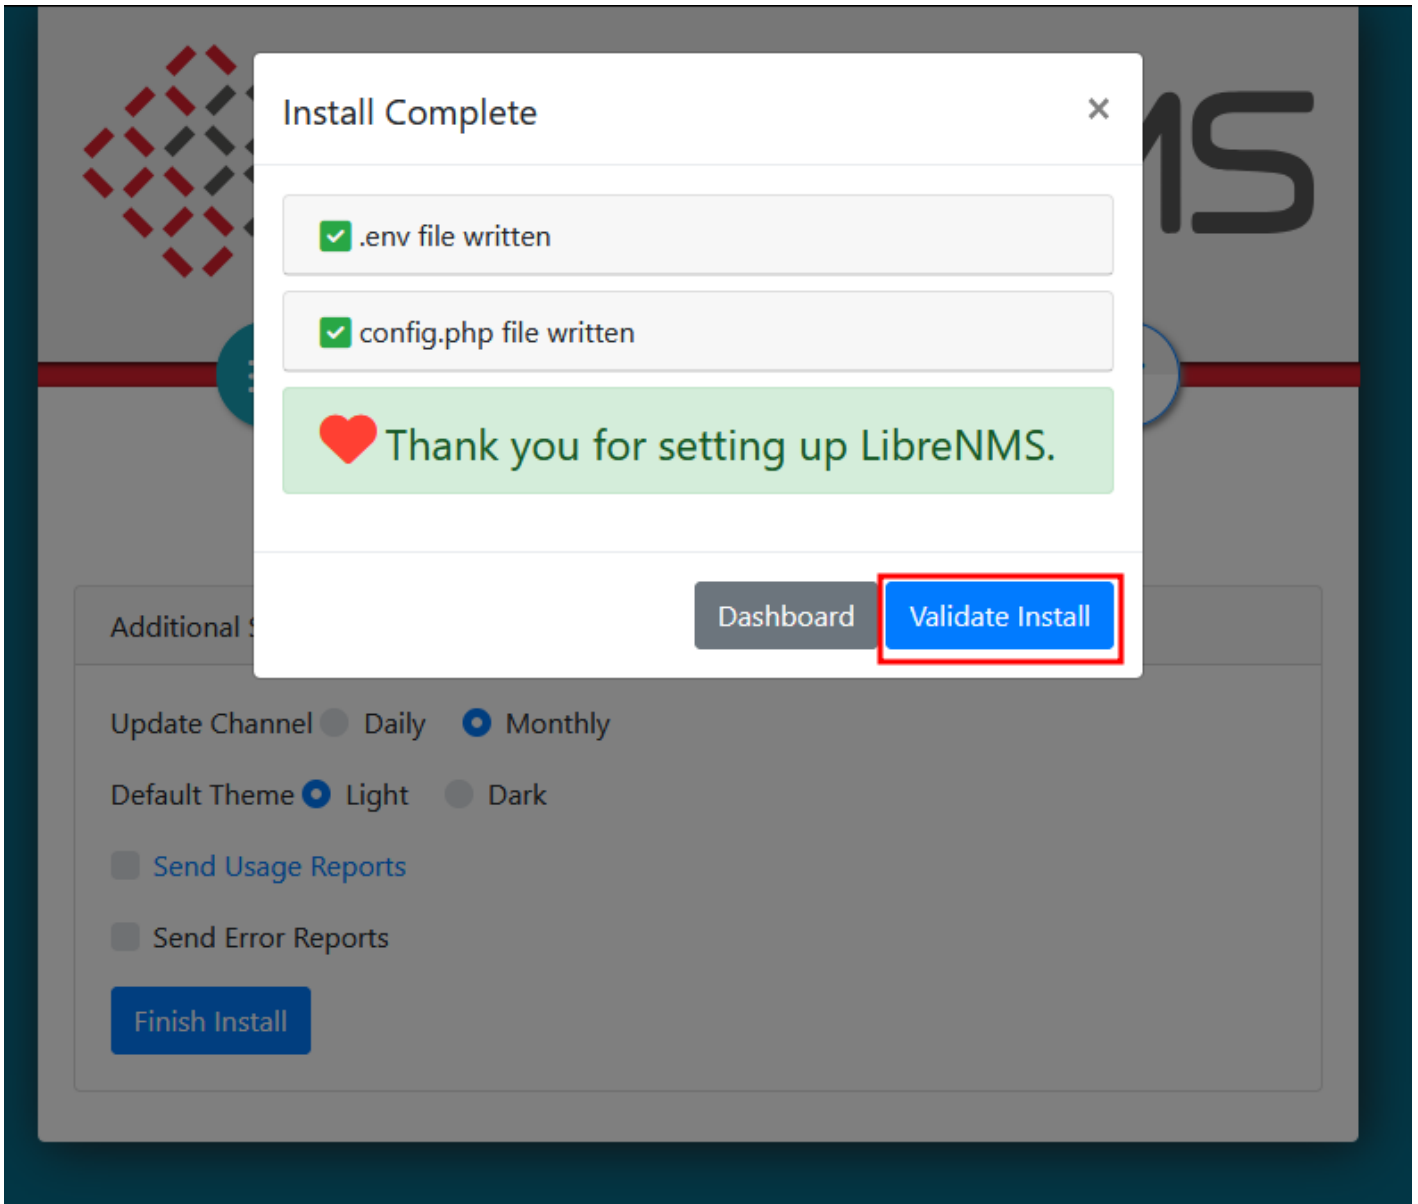 MS
Install Complete
×
.env file written
config.php file written
Thank you for setting up LibreNMS.
Dashboard Validate Install
Additional
Update Channel Daily Monthly
Default Theme Light Dark
Send Usage Reports
Send Error Reports
Finish Install